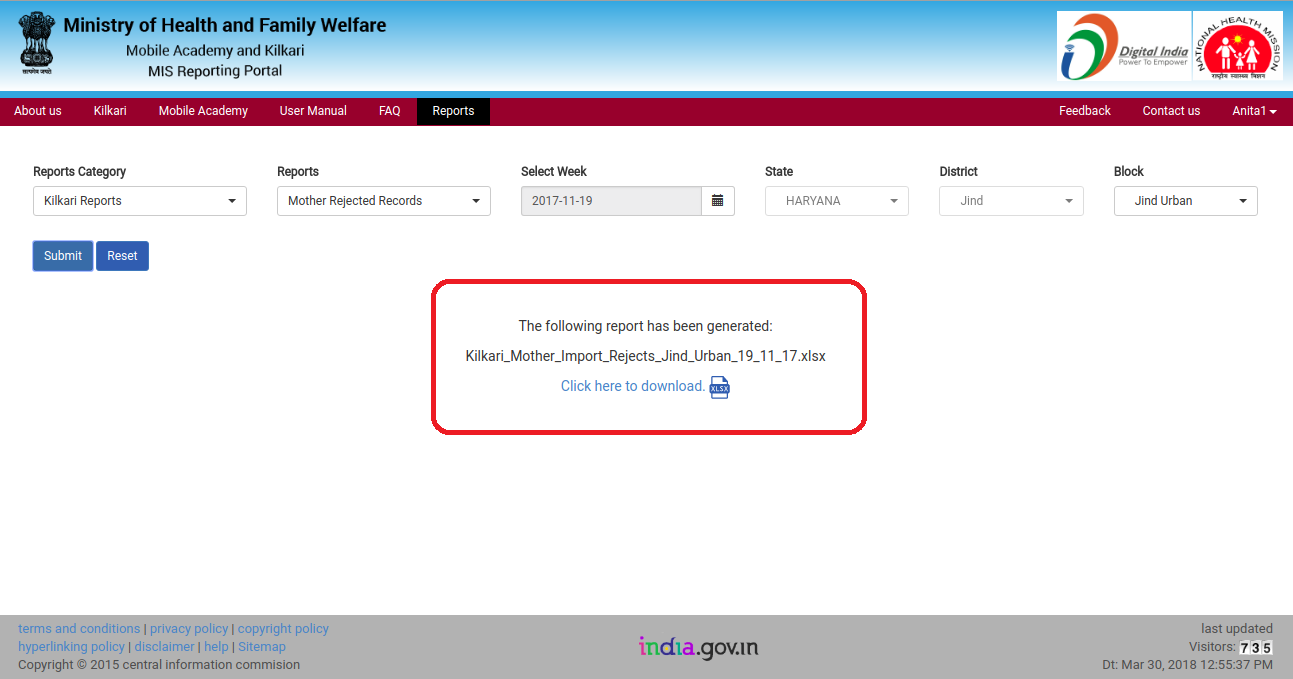 Ministry of Health and Family Welfare
Mobile Academy and Kilkari
MIS Reporting Portal
सत्यमेव जयते
Digital India
Power To Empower
NATIONAL HEALTH MISSION
राष्ट्रीय स्वास्थ्य मिशन
About us Kilkari Mobile Academy User Manual FAQ Reports Feedback Contact us Anita1
Reports Category Reports Select Week State District Block
Kilkari Reports Mother Rejected Records 2017-11-19 HARYANA Jind Jind Urban
Submit Reset
The following report has been generated:
Kilkari_Mother_Import_Rejects_Jind_Urban_19_11_17.xlsx
Click here to download. XLSX
terms and conditions | privacy policy | copyright policy
hyperlinking policy | disclaimer | help | Sitemap
Copyright © 2015 central information commision
india.gov.in
last updated
Visitors: 735
Dt: Mar 30, 2018 12:55:37 PM